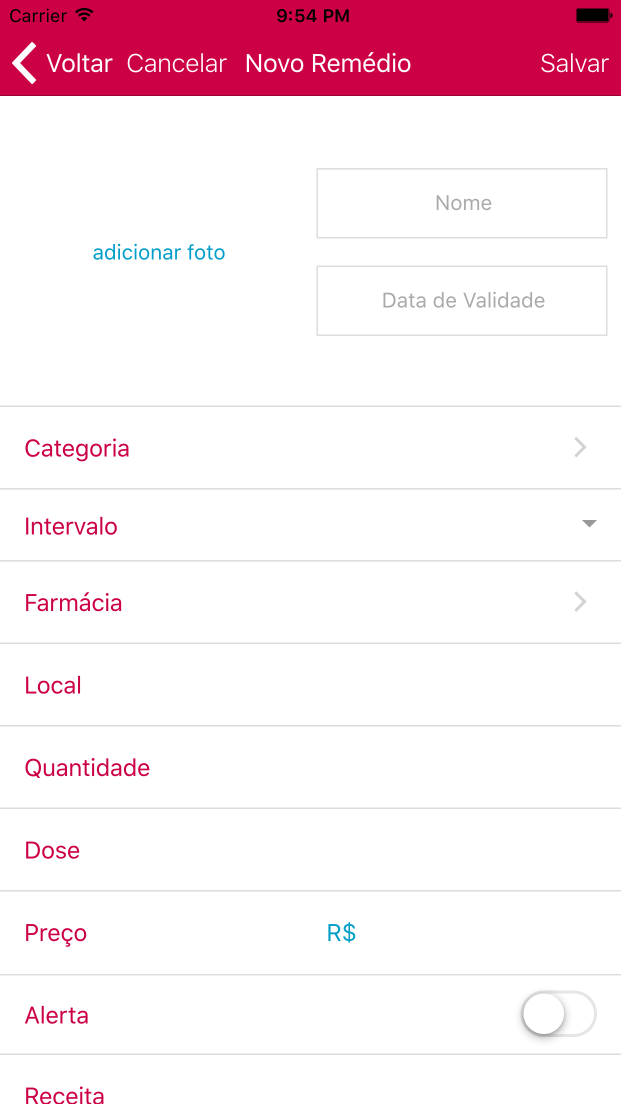 Carrier 9:54 PM
Voltar Cancelar Novo Remédio Salvar
Nome
adicionar foto
Data de Validade
Categoria
Intervalo
Farmácia
Local
Quantidade
Dose
Preço R$
Alerta
Receita